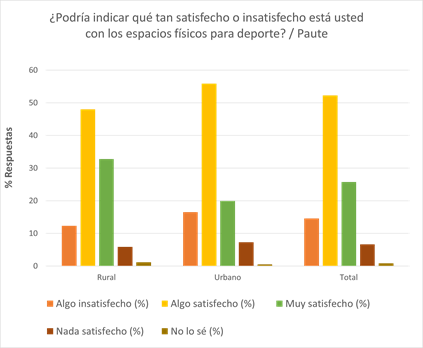 ¿Podría indicar qué tan satisfecho o insatisfecho está usted
con los espacios físicos para deporte? / Paute
% Respuestas
60
50
40
30
20
10
0
Rural Urbano Total
Algo insatisfecho (%) Algo satisfecho (%) Muy satisfecho (%)
Nada satisfecho (%) No lo sé (%)